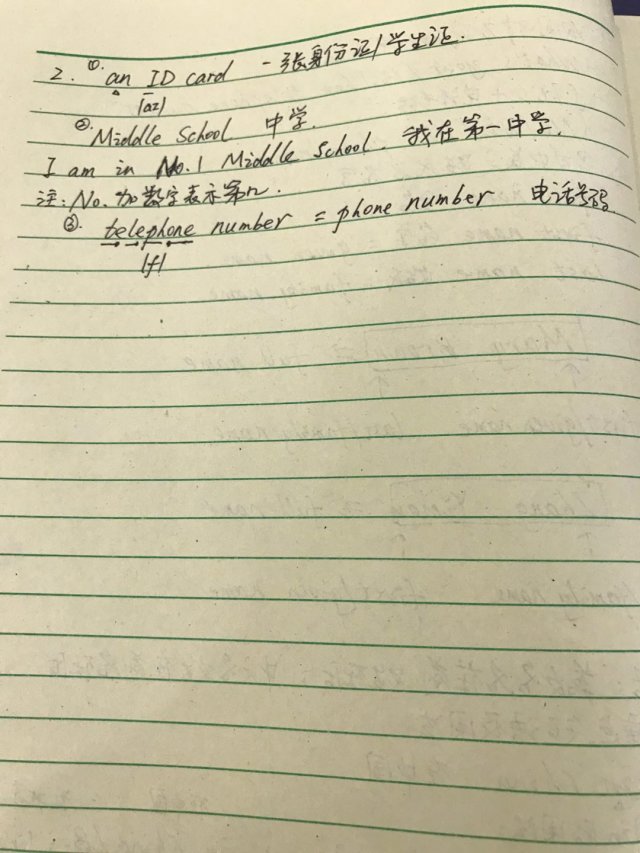 2. ① an ID card 一张身份证/学生证.
|aɪ|
② Middle School 中学.
I am in No.1 Middle School. 我在第一中学.
注:No.加数字表示第n.
③ telephone number = phone number 电话号码
|f|